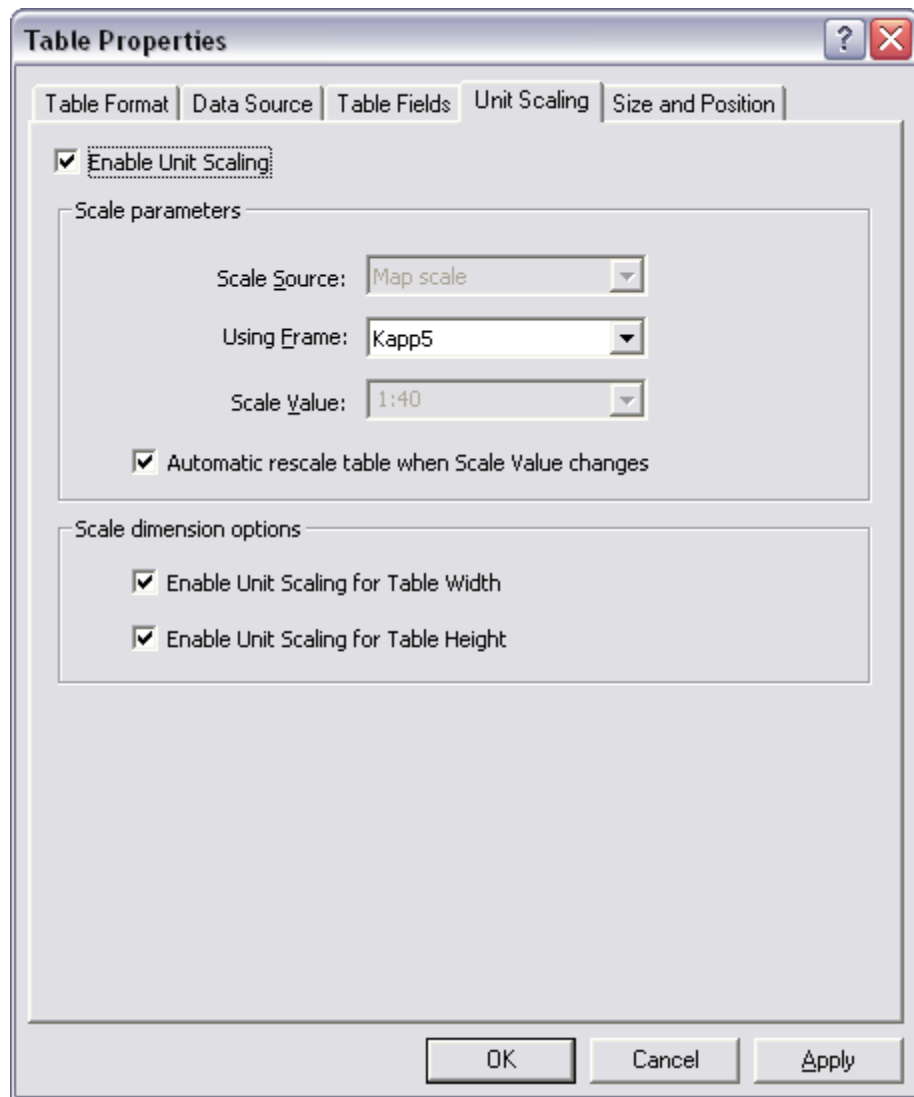 Table Properties
Table Format Data Source Table Fields Unit Scaling Size and Position
Enable Unit Scaling
Scale parameters
Scale Source: Map scale
Using Frame: Kapp5
Scale Value: 1:40
Automatic rescale table when Scale Value changes
Scale dimension options
Enable Unit Scaling for Table Width
Enable Unit Scaling for Table Height
OK Cancel Apply